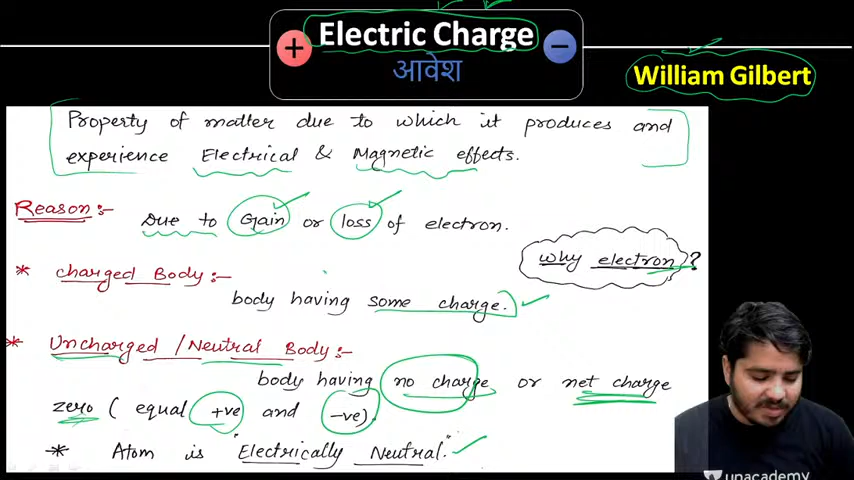 Electric Charge
आवेश
William Gilbert
Property of matter due to which it produces and
experience Electrical & Magnetic effects.
Reason:-
Due to Gain or loss of electron.
why electron?
* charged Body:-
body having some charge.
* Uncharged/Neutral Body:-
body having no charge or net charge
zero (equal +ve and -ve).
* Atom is "Electrically Neutral."
unacademy